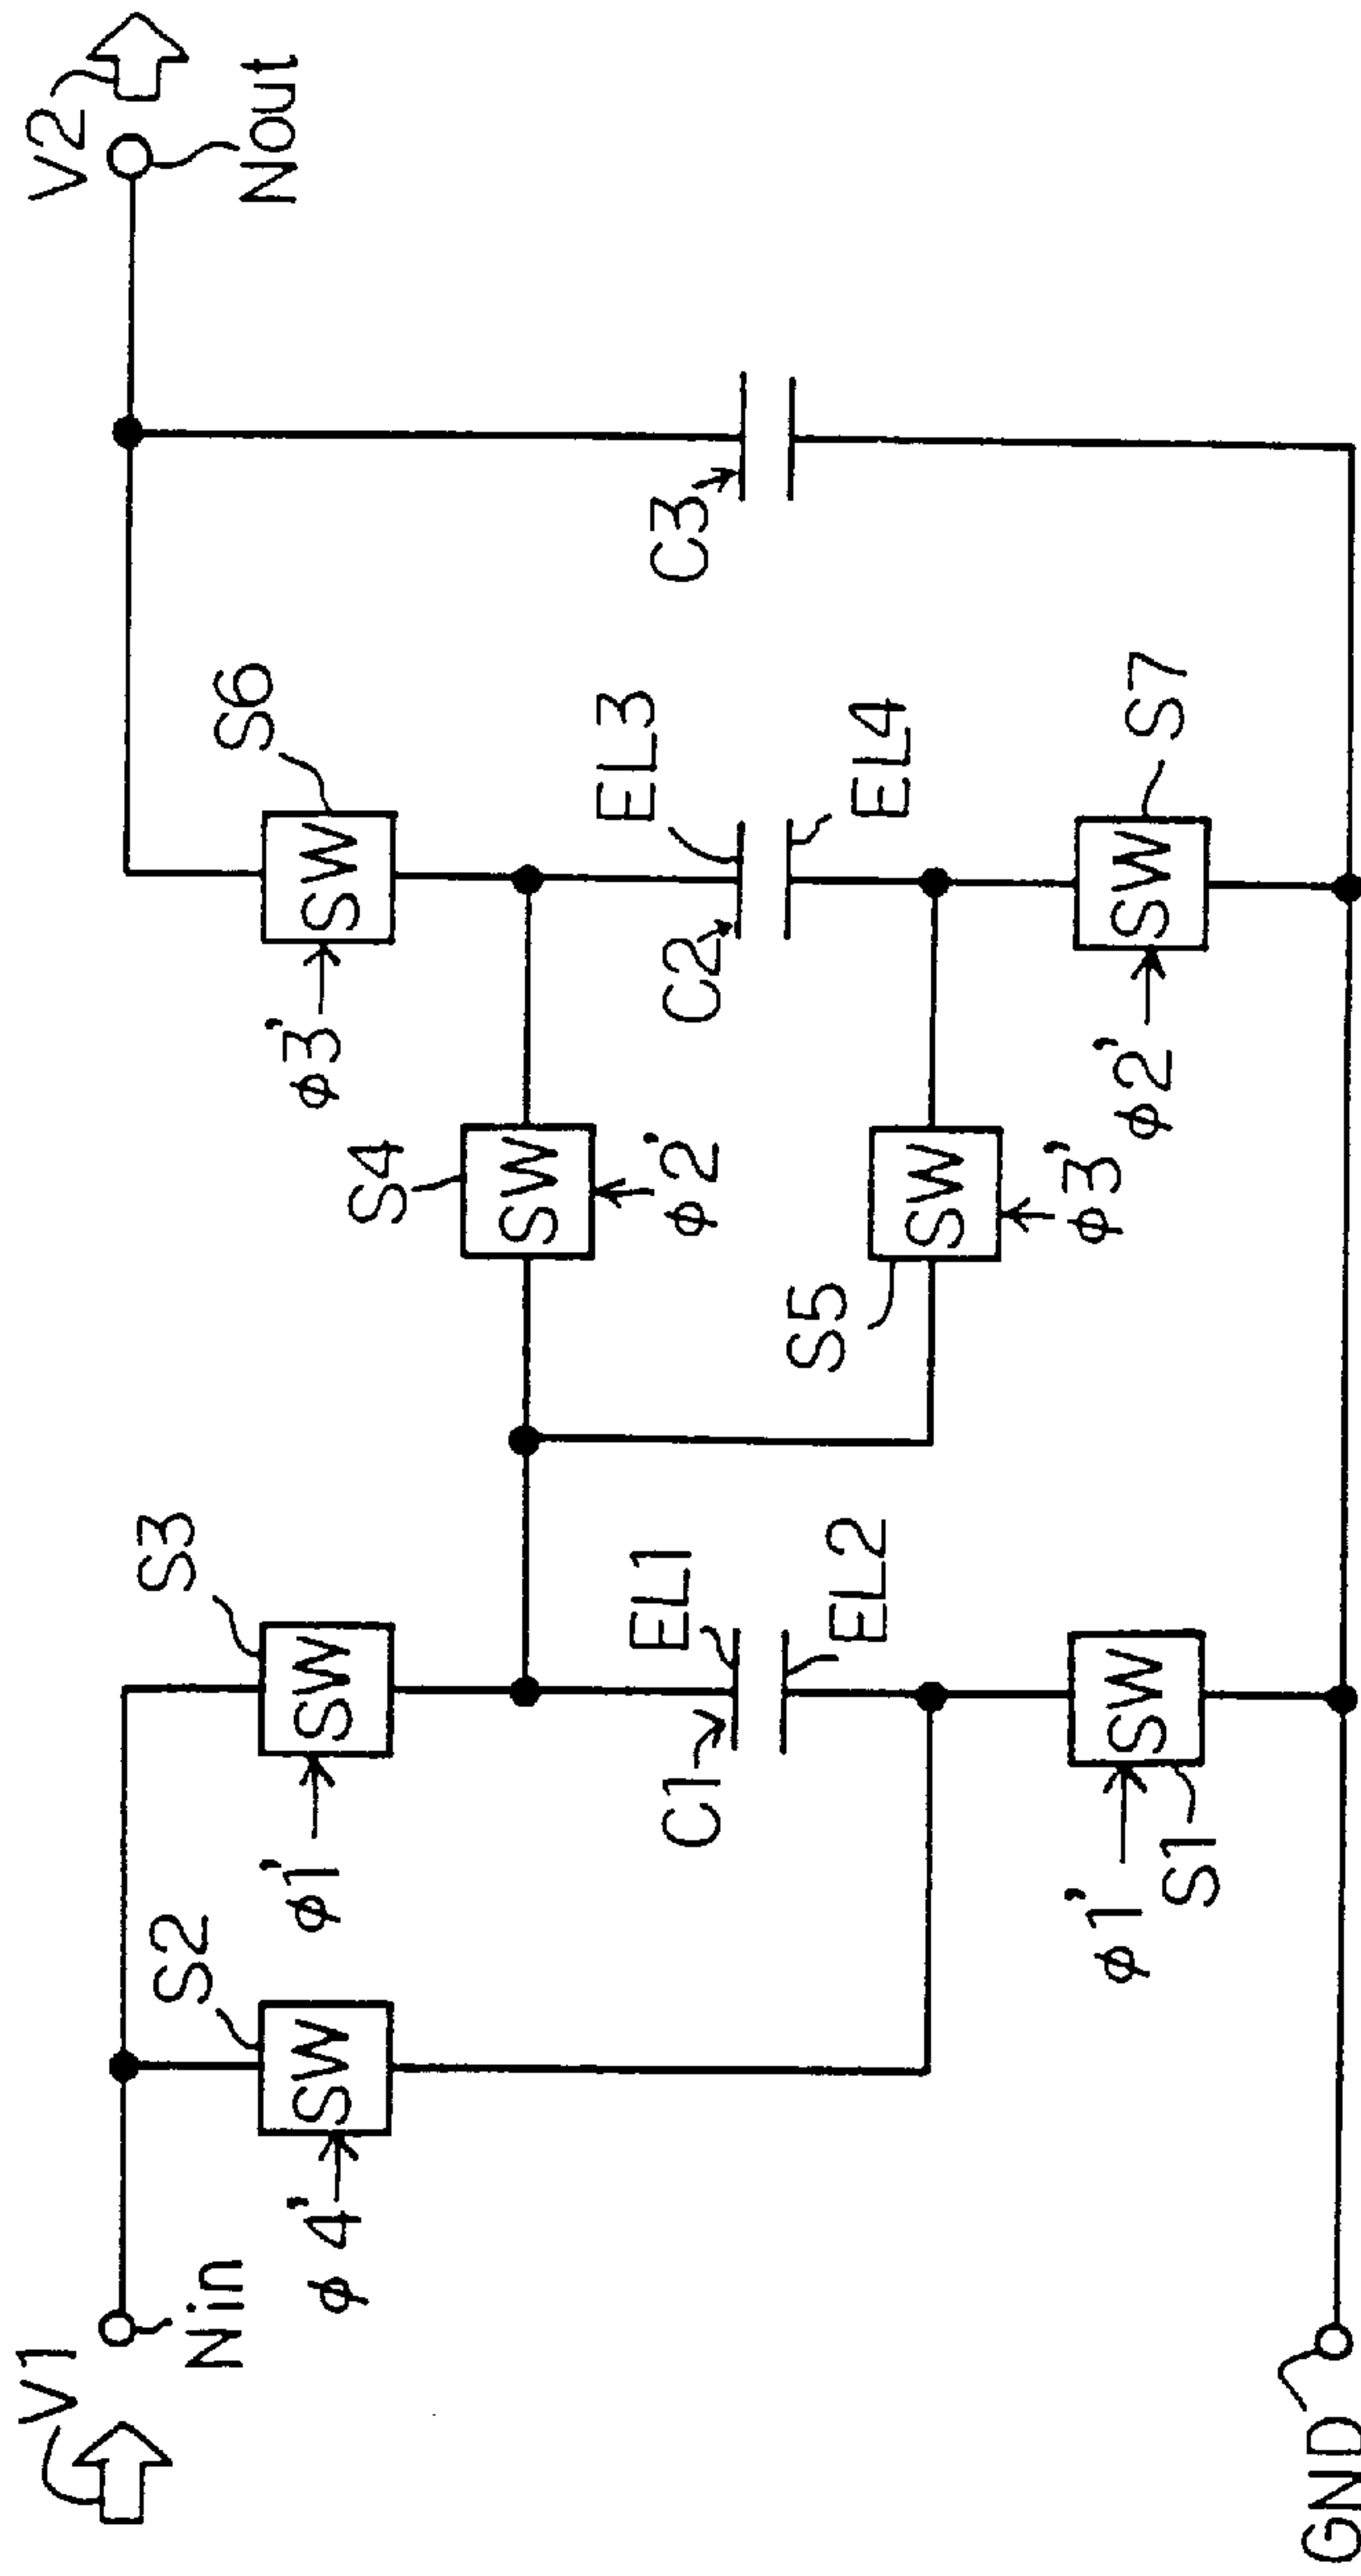 V1
Nin
V2
Nout
S2
SW
φ4'
S3
SW
φ1'
S6
SW
φ3'
S4
SW
φ2'
C1
EL1
EL2
C2
EL3
EL4
C3
S5
SW
φ3'
φ1'
SW
S1
φ2'
SW
S7
GND